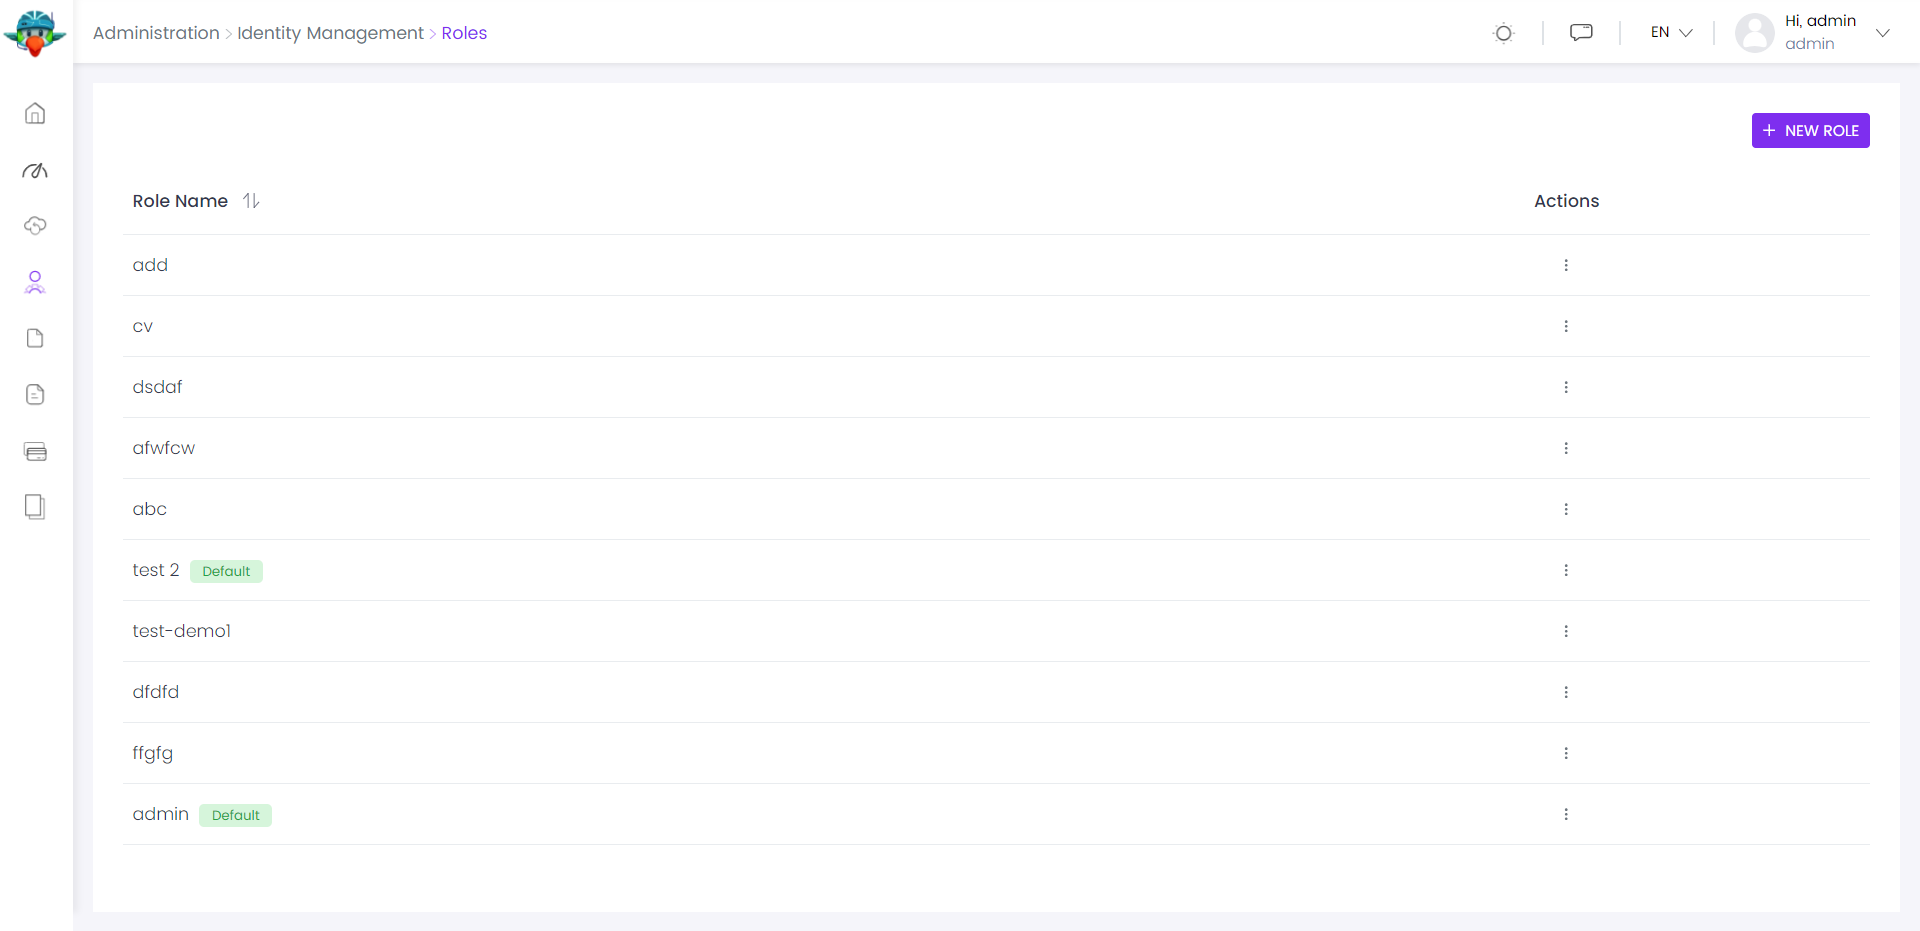 Administration > Identity Management > Roles
EN
Hi, admin
admin
+ NEW ROLE
Role Name Actions
add
cv
dsdaf
afwfcw
abc
test 2 Default
test-demo1
dfdfd
ffgfg
admin Default